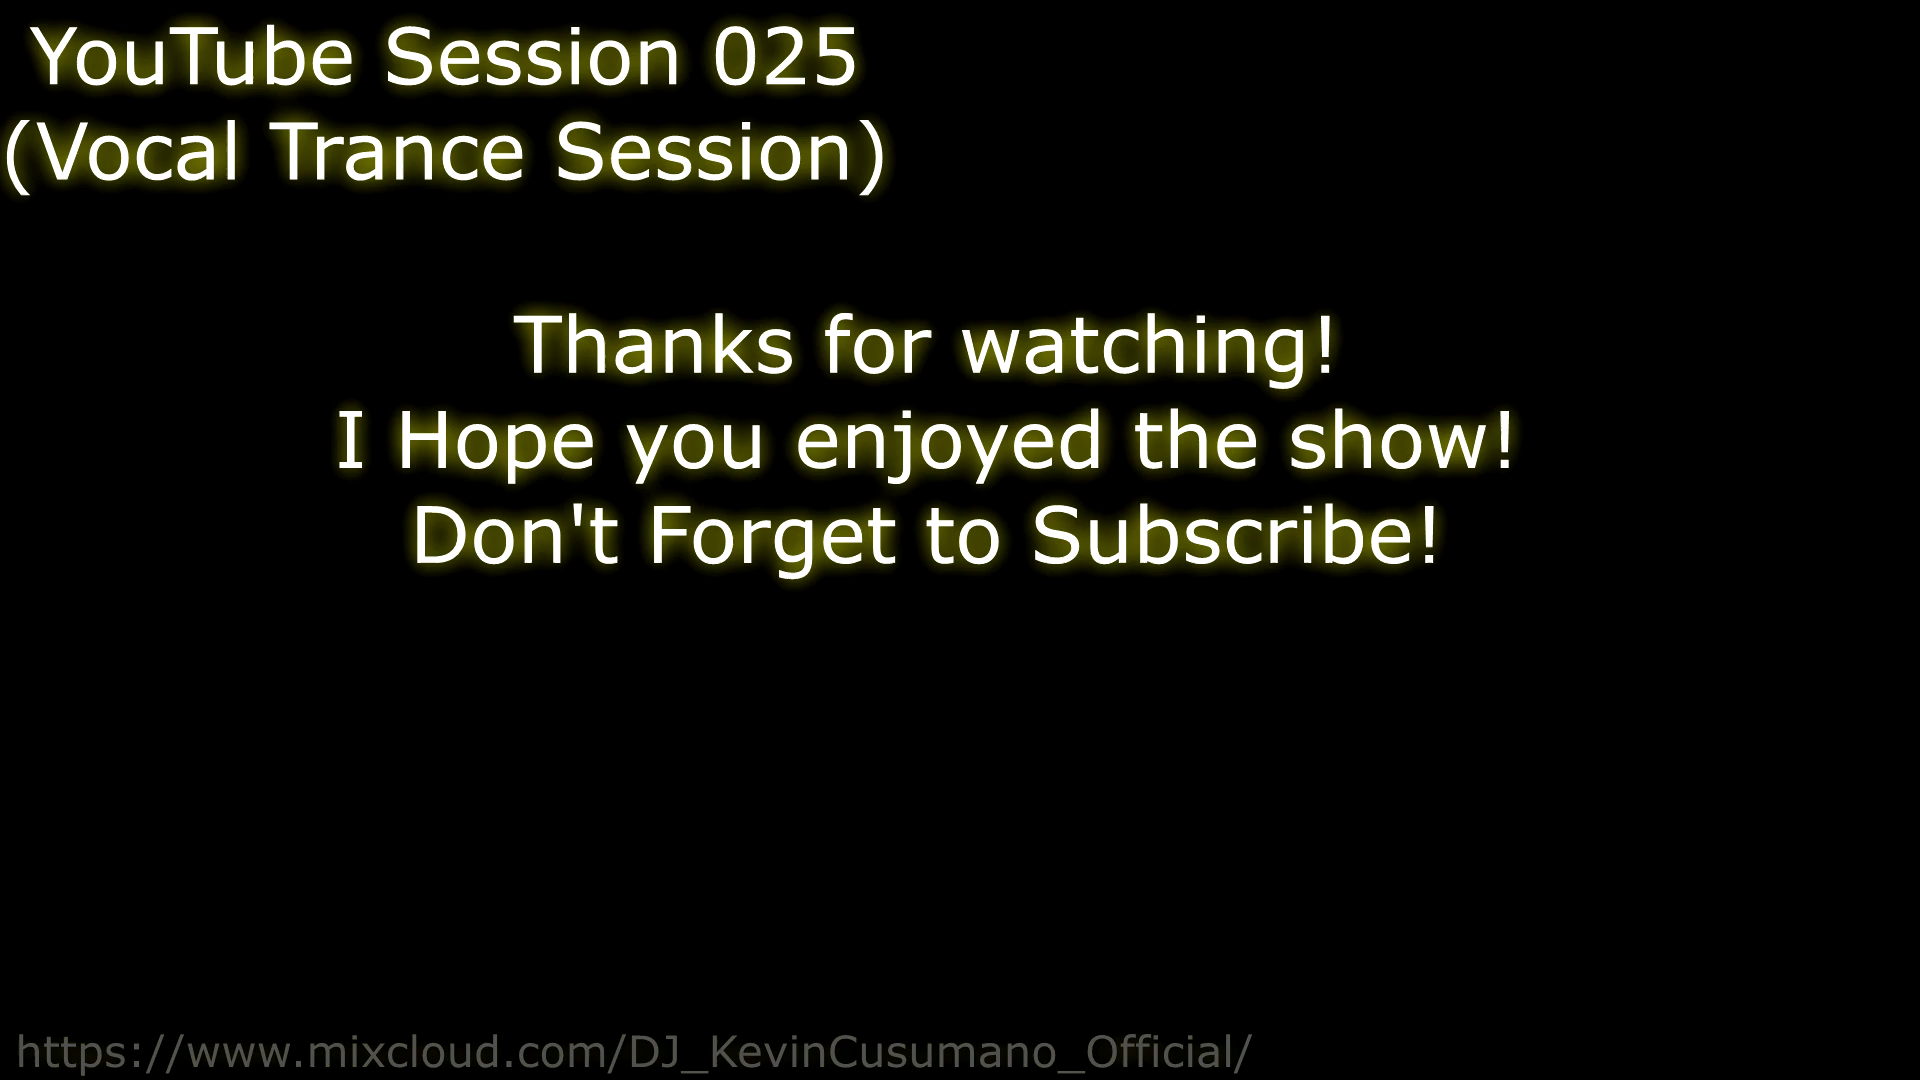 YouTube Session 025
(Vocal Trance Session)
Thanks for watching!
I Hope you enjoyed the show!
Don't Forget to Subscribe!
https://www.mixcloud.com/DJ_KevinCusumano_Official/